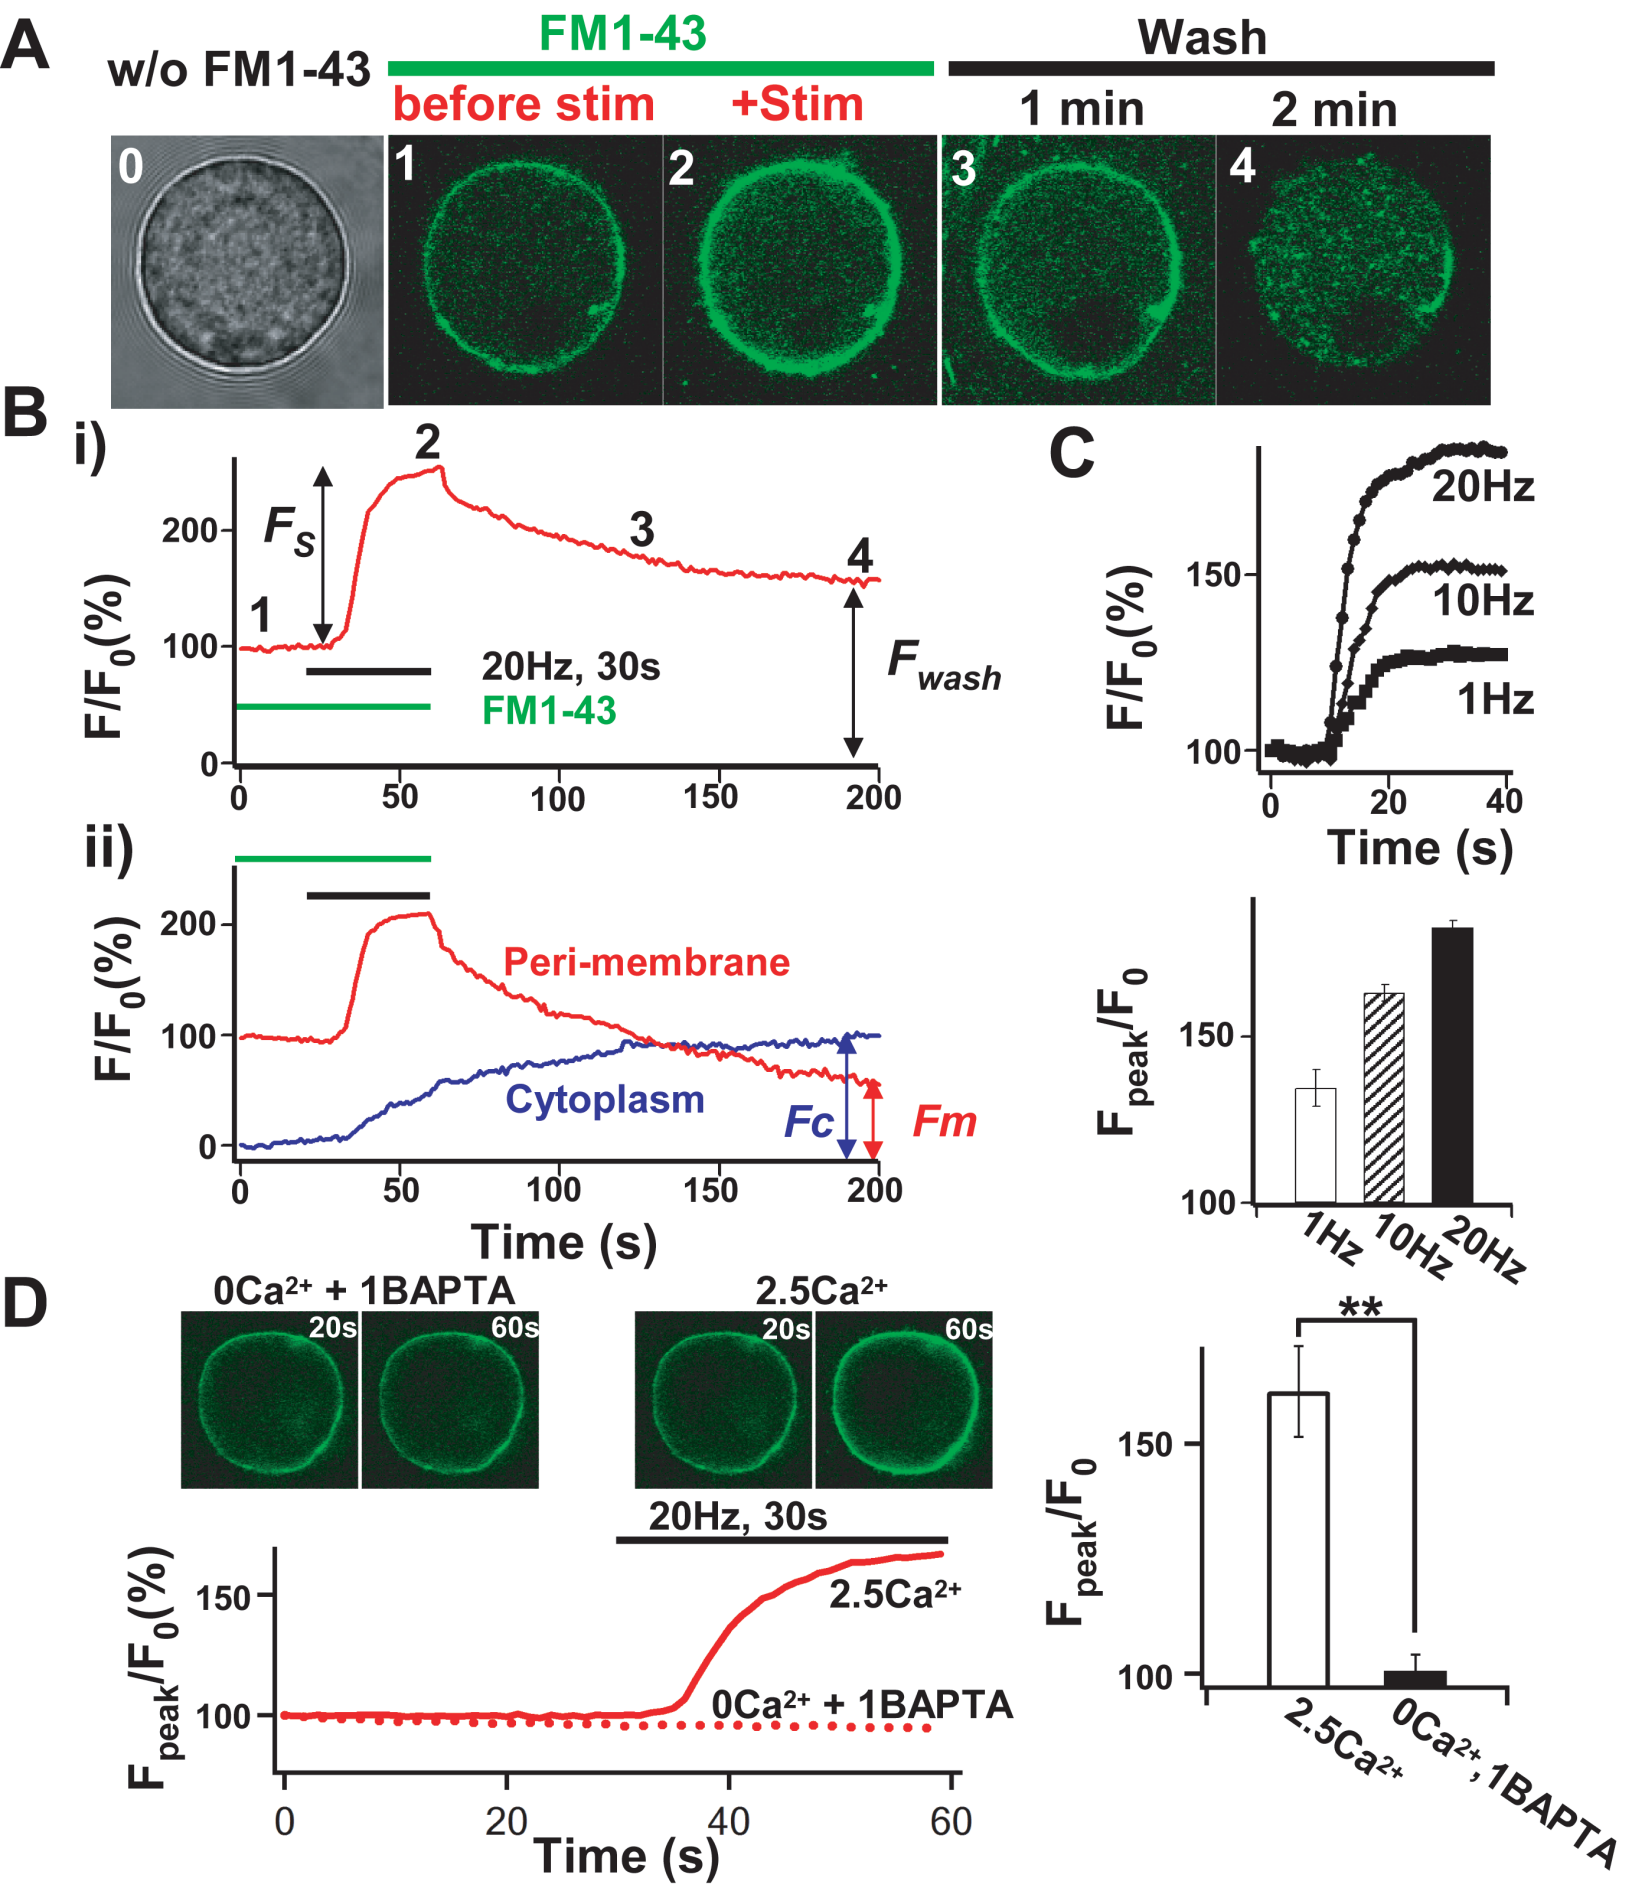 A
w/o FM1-43
FM1-43
Wash
before stim
+Stim
1 min
2 min
0
1
2
3
4
B
i)
F/F0(%)
200
100
0
FS
1
2
3
4
20Hz, 30s
FM1-43
Fwash
0
50
100
150
200
ii)
F/F0(%)
200
100
0
Peri-membrane
Cytoplasm
Fc
Fm
0
50
100
150
200
Time (s)
C
F/F0(%)
150
100
20Hz
10Hz
1Hz
0
20
40
Time (s)
Fpeak/F0
150
100
1Hz
10Hz
20Hz
D
0Ca2+ + 1BAPTA
2.5Ca2+
20s
60s
20s
60s
20Hz, 30s
Fpeak/F0(%)
150
100
2.5Ca2+
0Ca2+ + 1BAPTA
0
20
40
60
Time (s)
**
Fpeak/F0
150
100
2.5Ca2+
0Ca2+, 1BAPTA